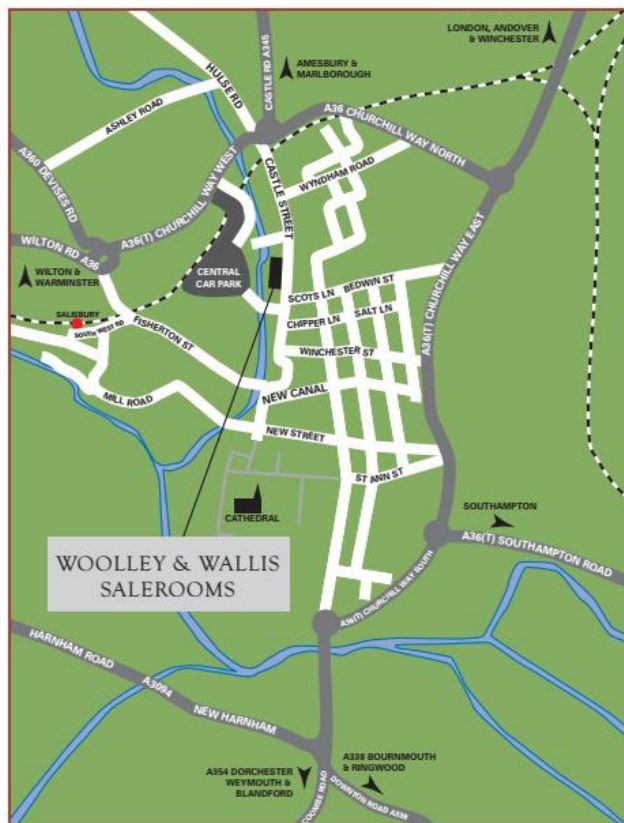 LONDON, ANDOVER
& WINCHESTER
CASTLE RD A345
AMESBURY &
MARLBOROUGH
HULSE RD
ASHLEY ROAD
A36 CHURCHILL WAY NORTH
A360 DEVISES RD
A36(T) CHURCHILL WAY WEST
CASTLE STREET
WYNDHAM ROAD
WILTON RD A36
WILTON &
WARMINSTER
CENTRAL
CAR PARK
A36(T) CHURCHILL WAY EAST
SCOTS LN
BEDWIN ST
SALISBURY
SOUTH WEST RD
FISHERTON ST
CHIPPER LN
SALT LN
WINCHESTER ST
MILL ROAD
NEW CANAL
NEW STREET
ST ANN ST
CATHEDRAL
SOUTHAMPTON
A36(T) SOUTHAMPTON ROAD
WOOLLEY & WALLIS
SALEROOMS
A36(T) CHURCHILL WAY SOUTH
HARNHAM ROAD
A3094
NEW HARNHAM
A354 DORCHESTER
WEYMOUTH &
BLANDFORD
A338 BOURNMOUTH
& RINGWOOD
COOMBE ROAD
DOWNTON ROAD A338